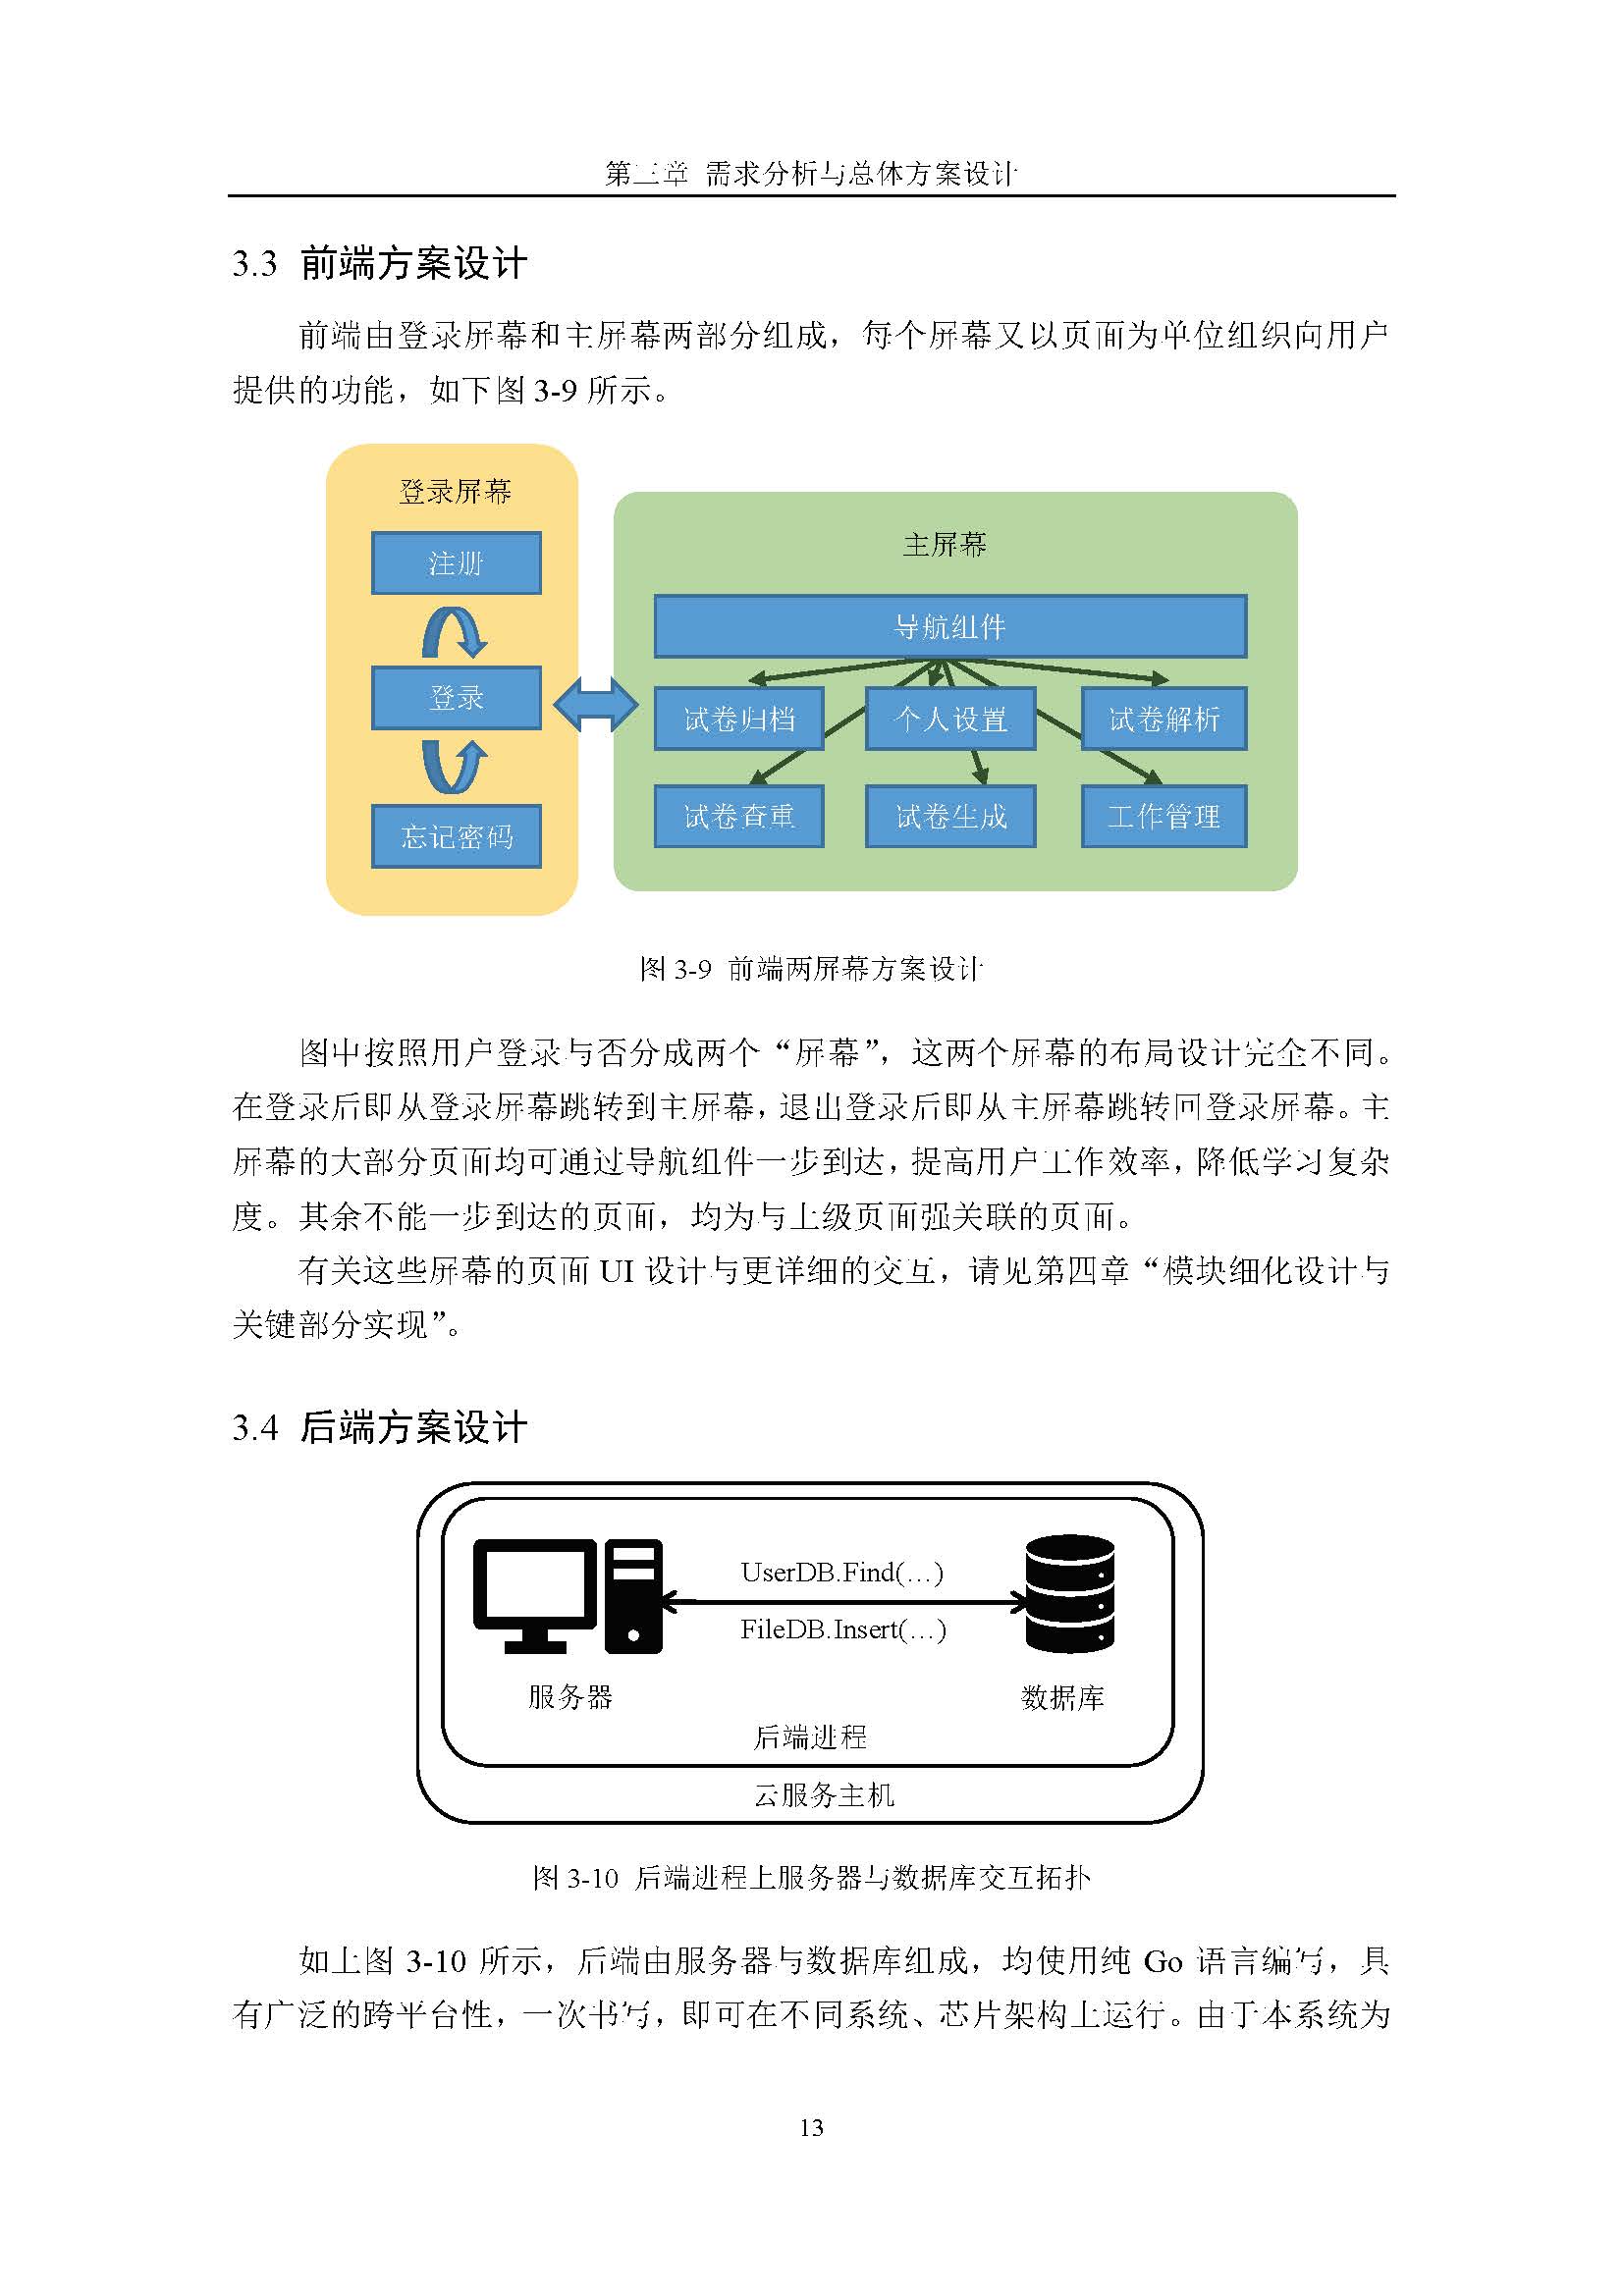 第三章 需求分析与总体方案设计
3.3 前端方案设计
前端由登录屏幕和主屏幕两部分组成，每个屏幕又以页面为单位组织向用户
提供的功能，如下图 3-9 所示。
登录屏幕
注册
登录
忘记密码
主屏幕
导航组件
试卷归档
个人设置
试卷解析
试卷查重
试卷生成
工作管理
图 3-9 前端两屏幕方案设计
图中按照用户登录与否分成两个“屏幕”，这两个屏幕的布局设计完全不同。
在登录后即从登录屏幕跳转到主屏幕，退出登录后即从主屏幕跳转回登录屏幕。主
屏幕的大部分页面均可通过导航组件一步到达，提高用户工作效率，降低学习复杂
度。其余不能一步到达的页面，均为与上级页面强关联的页面。
有关这些屏幕的页面 UI 设计与更详细的交互，请见第四章“模块细化设计与
关键部分实现”。
3.4 后端方案设计
UserDB.Find(…)
FileDB.Insert(…)
服务器
数据库
后端进程
云服务主机
图 3-10 后端进程上服务器与数据库交互拓扑
如上图 3-10 所示，后端由服务器与数据库组成，均使用纯 Go 语言编写，具
有广泛的跨平台性，一次书写，即可在不同系统、芯片架构上运行。由于本系统为
13